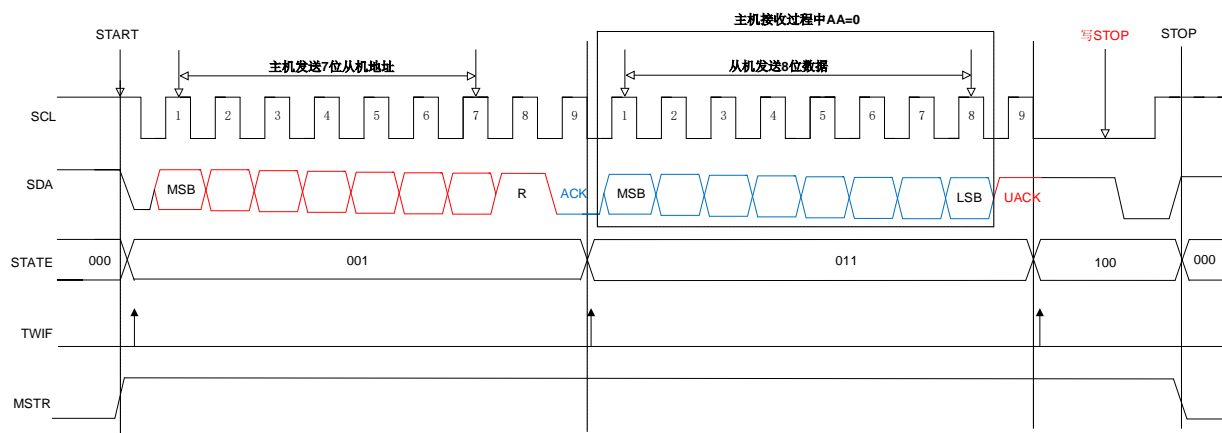 主机接收过程中AA=0
START
写STOP
STOP
主机发送7位从机地址
从机发送8位数据
SCL
1 2 3 4 5 6 7 8 9 1 2 3 4 5 6 7 8 9
SDA
MSB R ACK MSB LSB UACK
STATE
000 001 011 100 000
TWIF
MSTR